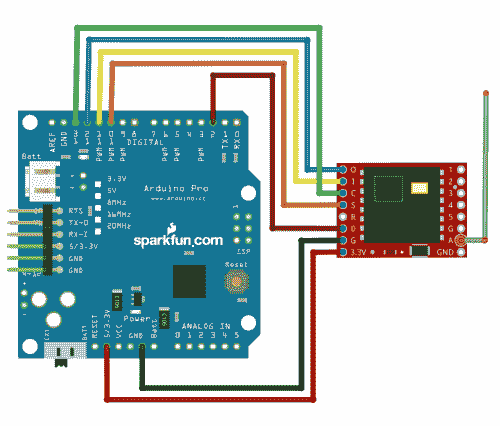 AREF
GND
13
12
11
10
9
8
7
6
5
4
3
2
TX 1
RX 0
PWM
PWM
PWM
PWM
PWM
PWM
DIGITAL
Batt
3.3V
5V
8MHz
16MHz
20MHz
Arduino Pro
www.arduino.cc
sparkfun.com
ISP
1
Reset
RTS
TX-O
RX-I
5/3.3V
GND
GND
Power
RESET
5/3.3V
VCC
GND
Batt
ANALOG IN
0 1 2 3 4 5
O
I
C
S
R
D
G
3.3V
1
2
3
4
5
G
A
GND